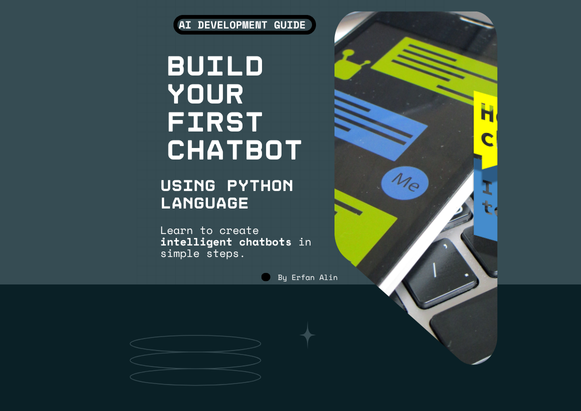 AI DEVELOPMENT GUIDE
BUILD
YOUR
FIRST
CHATBOT
USING PYTHON
LANGUAGE
Learn to create
intelligent chatbots in
simple steps.
By Erfan Alin
Me